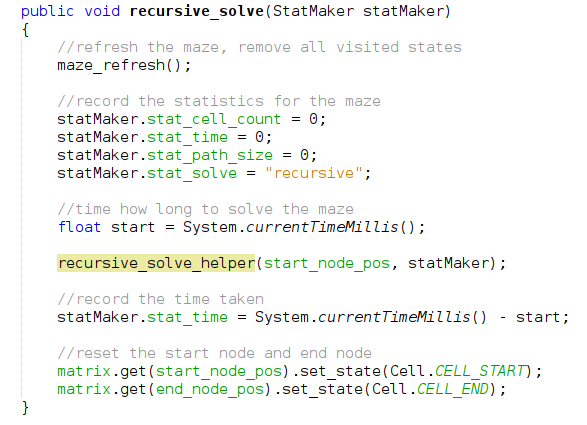 public void recursive_solve(StatMaker statMaker)
{
    //refresh the maze, remove all visited states
    maze_refresh();

    //record the statistics for the maze
    statMaker.stat_cell_count = 0;
    statMaker.stat_time = 0;
    statMaker.stat_path_size = 0;
    statMaker.stat_solve = "recursive";

    //time how long to solve the maze
    float start = System.currentTimeMillis();

    recursive_solve_helper(start_node_pos, statMaker);

    //record the time taken
    statMaker.stat_time = System.currentTimeMillis() - start;

    //reset the start node and end node
    matrix.get(start_node_pos).set_state(Cell.CELL_START);
    matrix.get(end_node_pos).set_state(Cell.CELL_END);
}